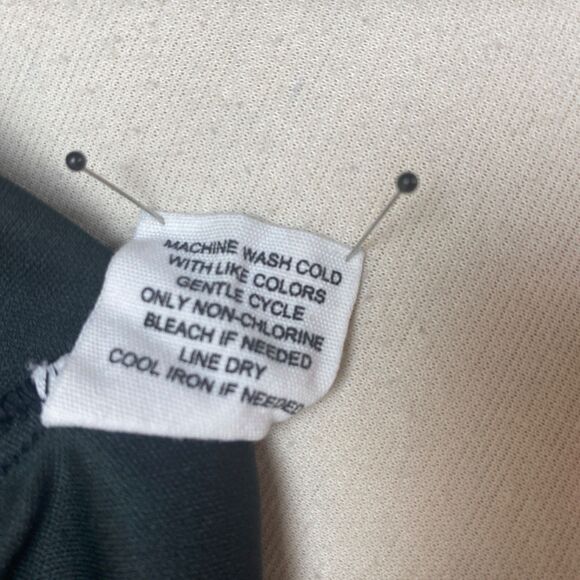 MACHINE WASH COLD
WITH LIKE COLORS
GENTLE CYCLE
ONLY NON-CHLORINE
BLEACH IF NEEDED
LINE DRY
COOL IRON IF NEEDED